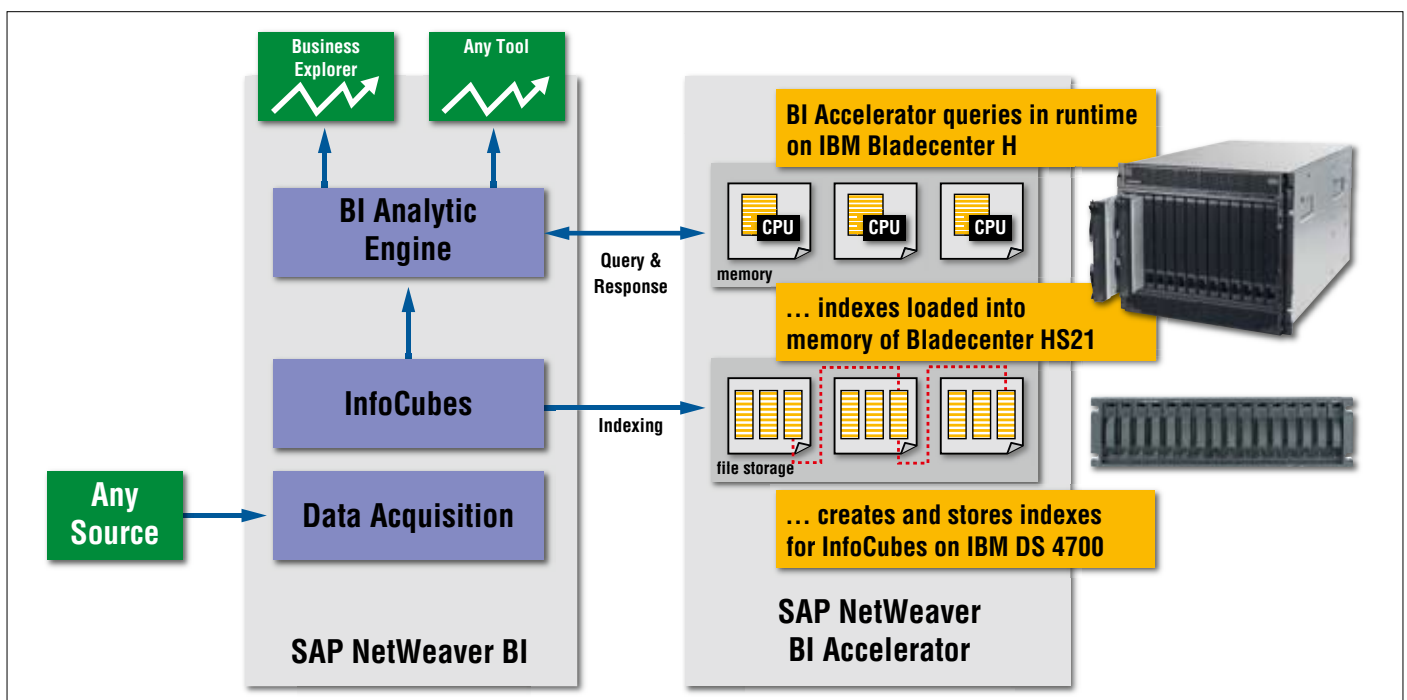 Business
Explorer
Any Tool
BI Analytic
Engine
InfoCubes
Any
Source
Data Acquisition
SAP NetWeaver BI
Query &
Response
Indexing
BI Accelerator queries in runtime
on IBM Bladecenter H
CPU
CPU
CPU
memory
… indexes loaded into
memory of Bladecenter HS21
file storage
… creates and stores indexes
for InfoCubes on IBM DS 4700
SAP NetWeaver
BI Accelerator